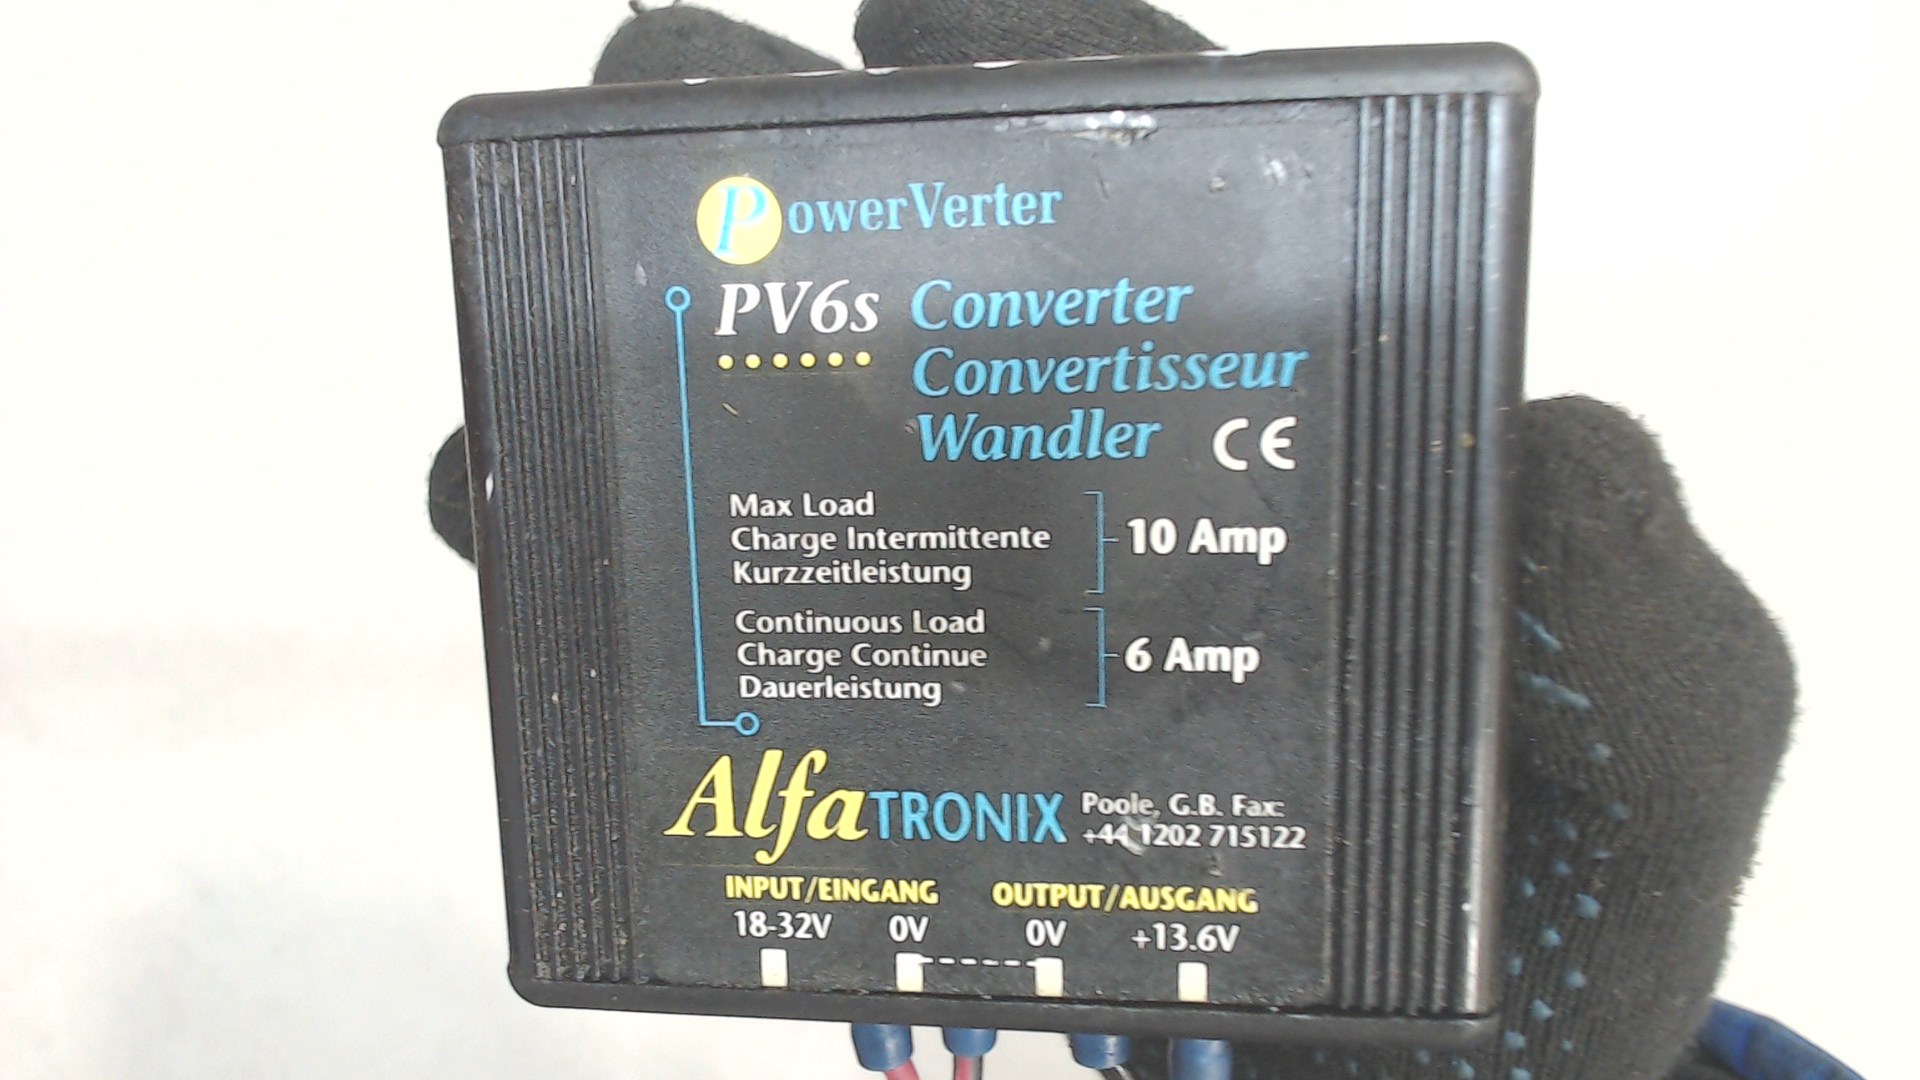 PowerVerter
PV6s Converter
Convertisseur
Wandler CE
Max Load
Charge Intermittente
Kurzzeitleistung
10 Amp
Continuous Load
Charge Continue
Dauerleistung
6 Amp
AlfaTRONIX
Poole, G.B. Fax:
+44 1202 715122
INPUT/EINGANG OUTPUT/AUSGANG
18-32V 0V 0V +13.6V